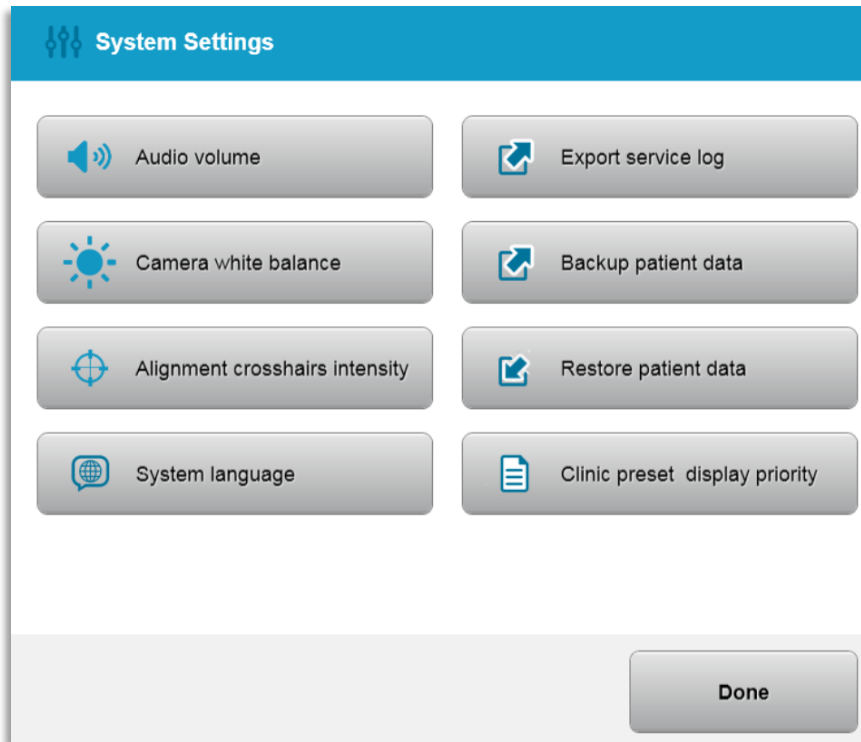 System Settings
Audio volume
Export service log
Camera white balance
Backup patient data
Alignment crosshairs intensity
Restore patient data
System language
Clinic preset display priority
Done